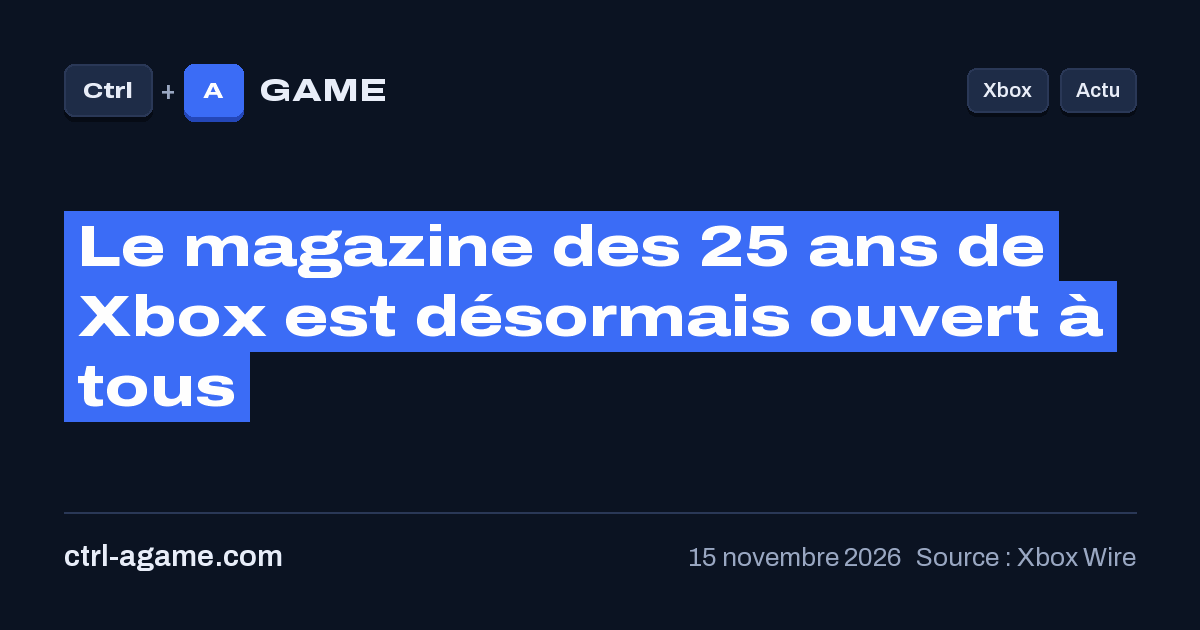 Ctrl + A GAME
Xbox Actu
Le magazine des 25 ans de
Xbox est désormais ouvert à
tous
ctrl-agame.com
15 novembre 2026 Source : Xbox Wire